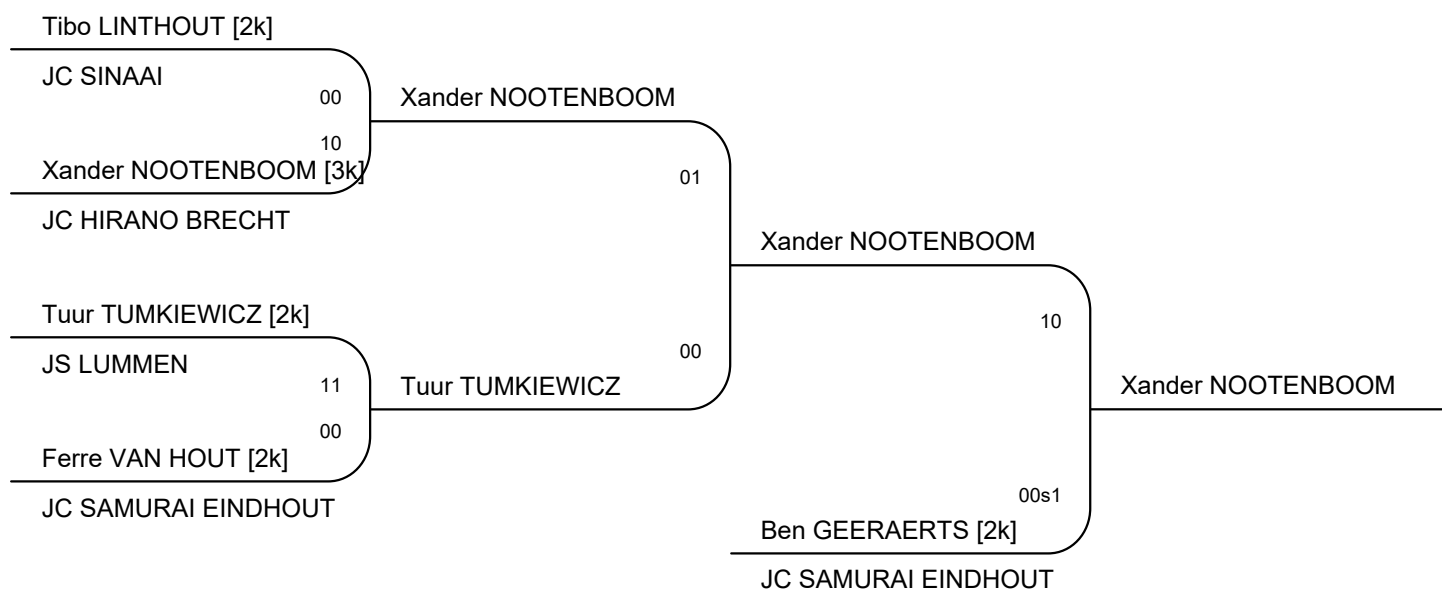 Tibo LINTHOUT [2k]
JC SINAAI
00
10
Xander NOOTENBOOM [3k]
JC HIRANO BRECHT
Tuur TUMKIEWICZ [2k]
JS LUMMEN
11
00
Ferre VAN HOUT [2k]
JC SAMURAI EINDHOUT
Xander NOOTENBOOM
01
00
Tuur TUMKIEWICZ
Xander NOOTENBOOM
10
00s1
Ben GEERAERTS [2k]
JC SAMURAI EINDHOUT
Xander NOOTENBOOM